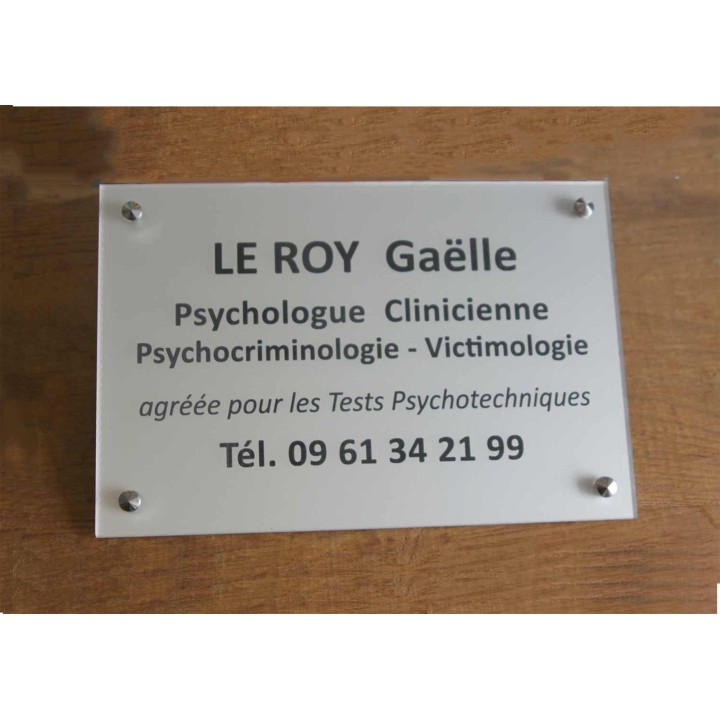 LE ROY Gaëlle
Psychologue Clinicienne
Psychocriminologie - Victimologie
agréée pour les Tests Psychotechniques
Tél. 09 61 34 21 99